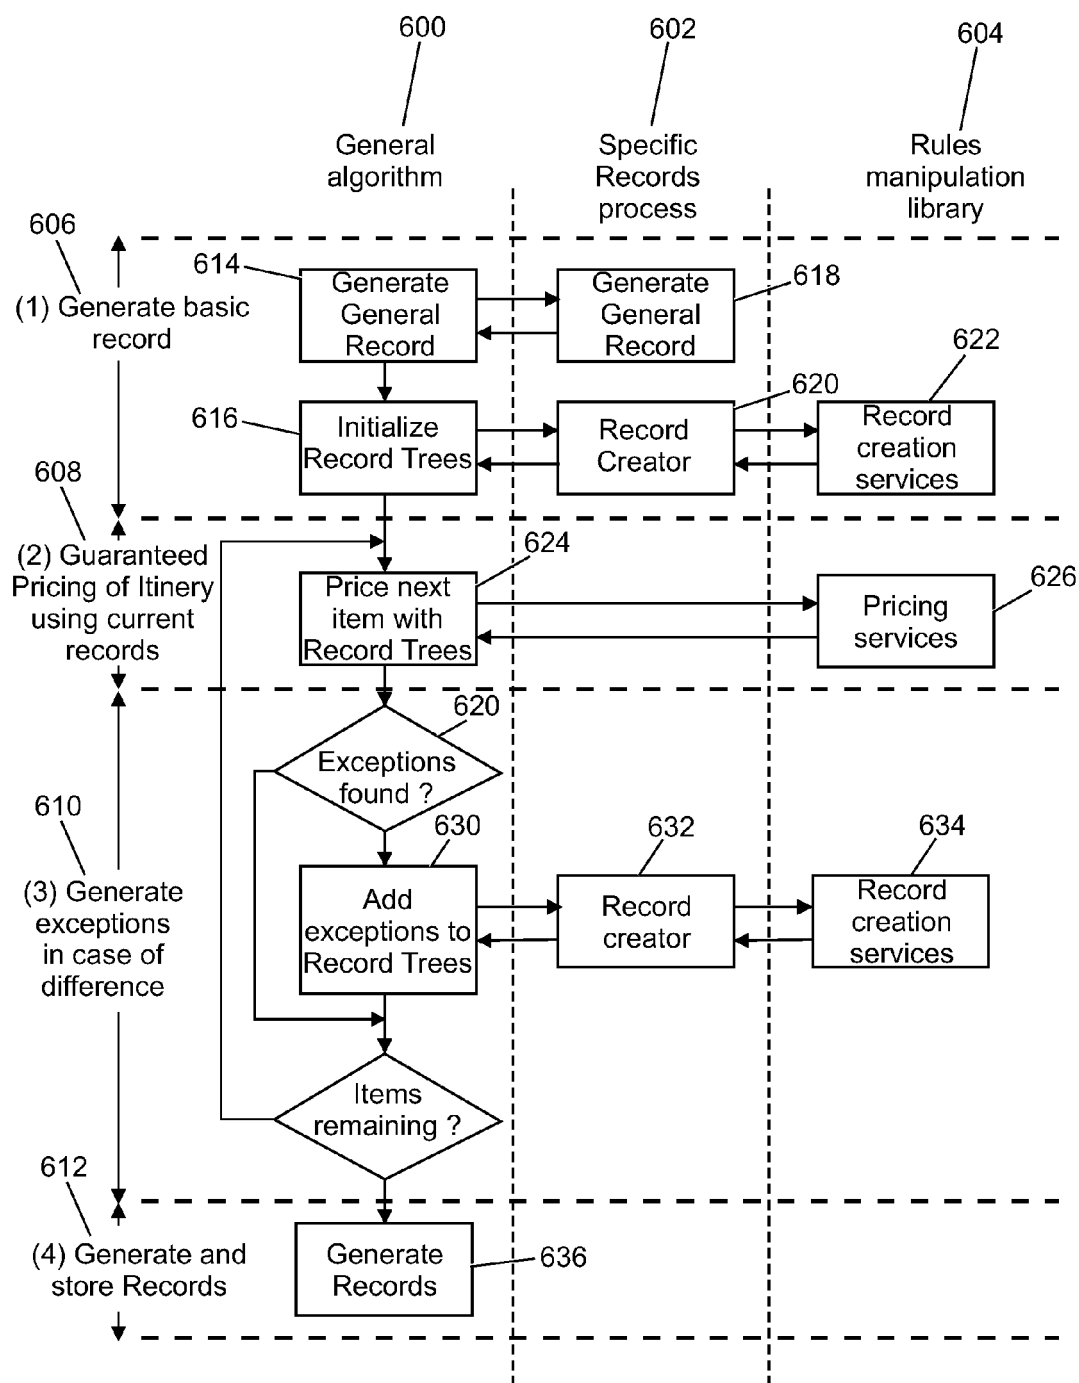 600
602
604
General
algorithm
Specific
Records
process
Rules
manipulation
library
606
(1) Generate basic
record
614
Generate
General
Record
Generate
General
Record
618
616
Initialize
Record Trees
620
Record
Creator
622
Record
creation
services
608
(2) Guaranteed
Pricing of Itinery
using current
records
624
Price next
item with
Record Trees
Pricing
services
626
620
Exceptions
found ?
610
(3) Generate
exceptions
in case of
difference
630
Add
exceptions to
Record Trees
632
Record
creator
634
Record
creation
services
Items
remaining ?
612
(4) Generate and
store Records
Generate
Records
636